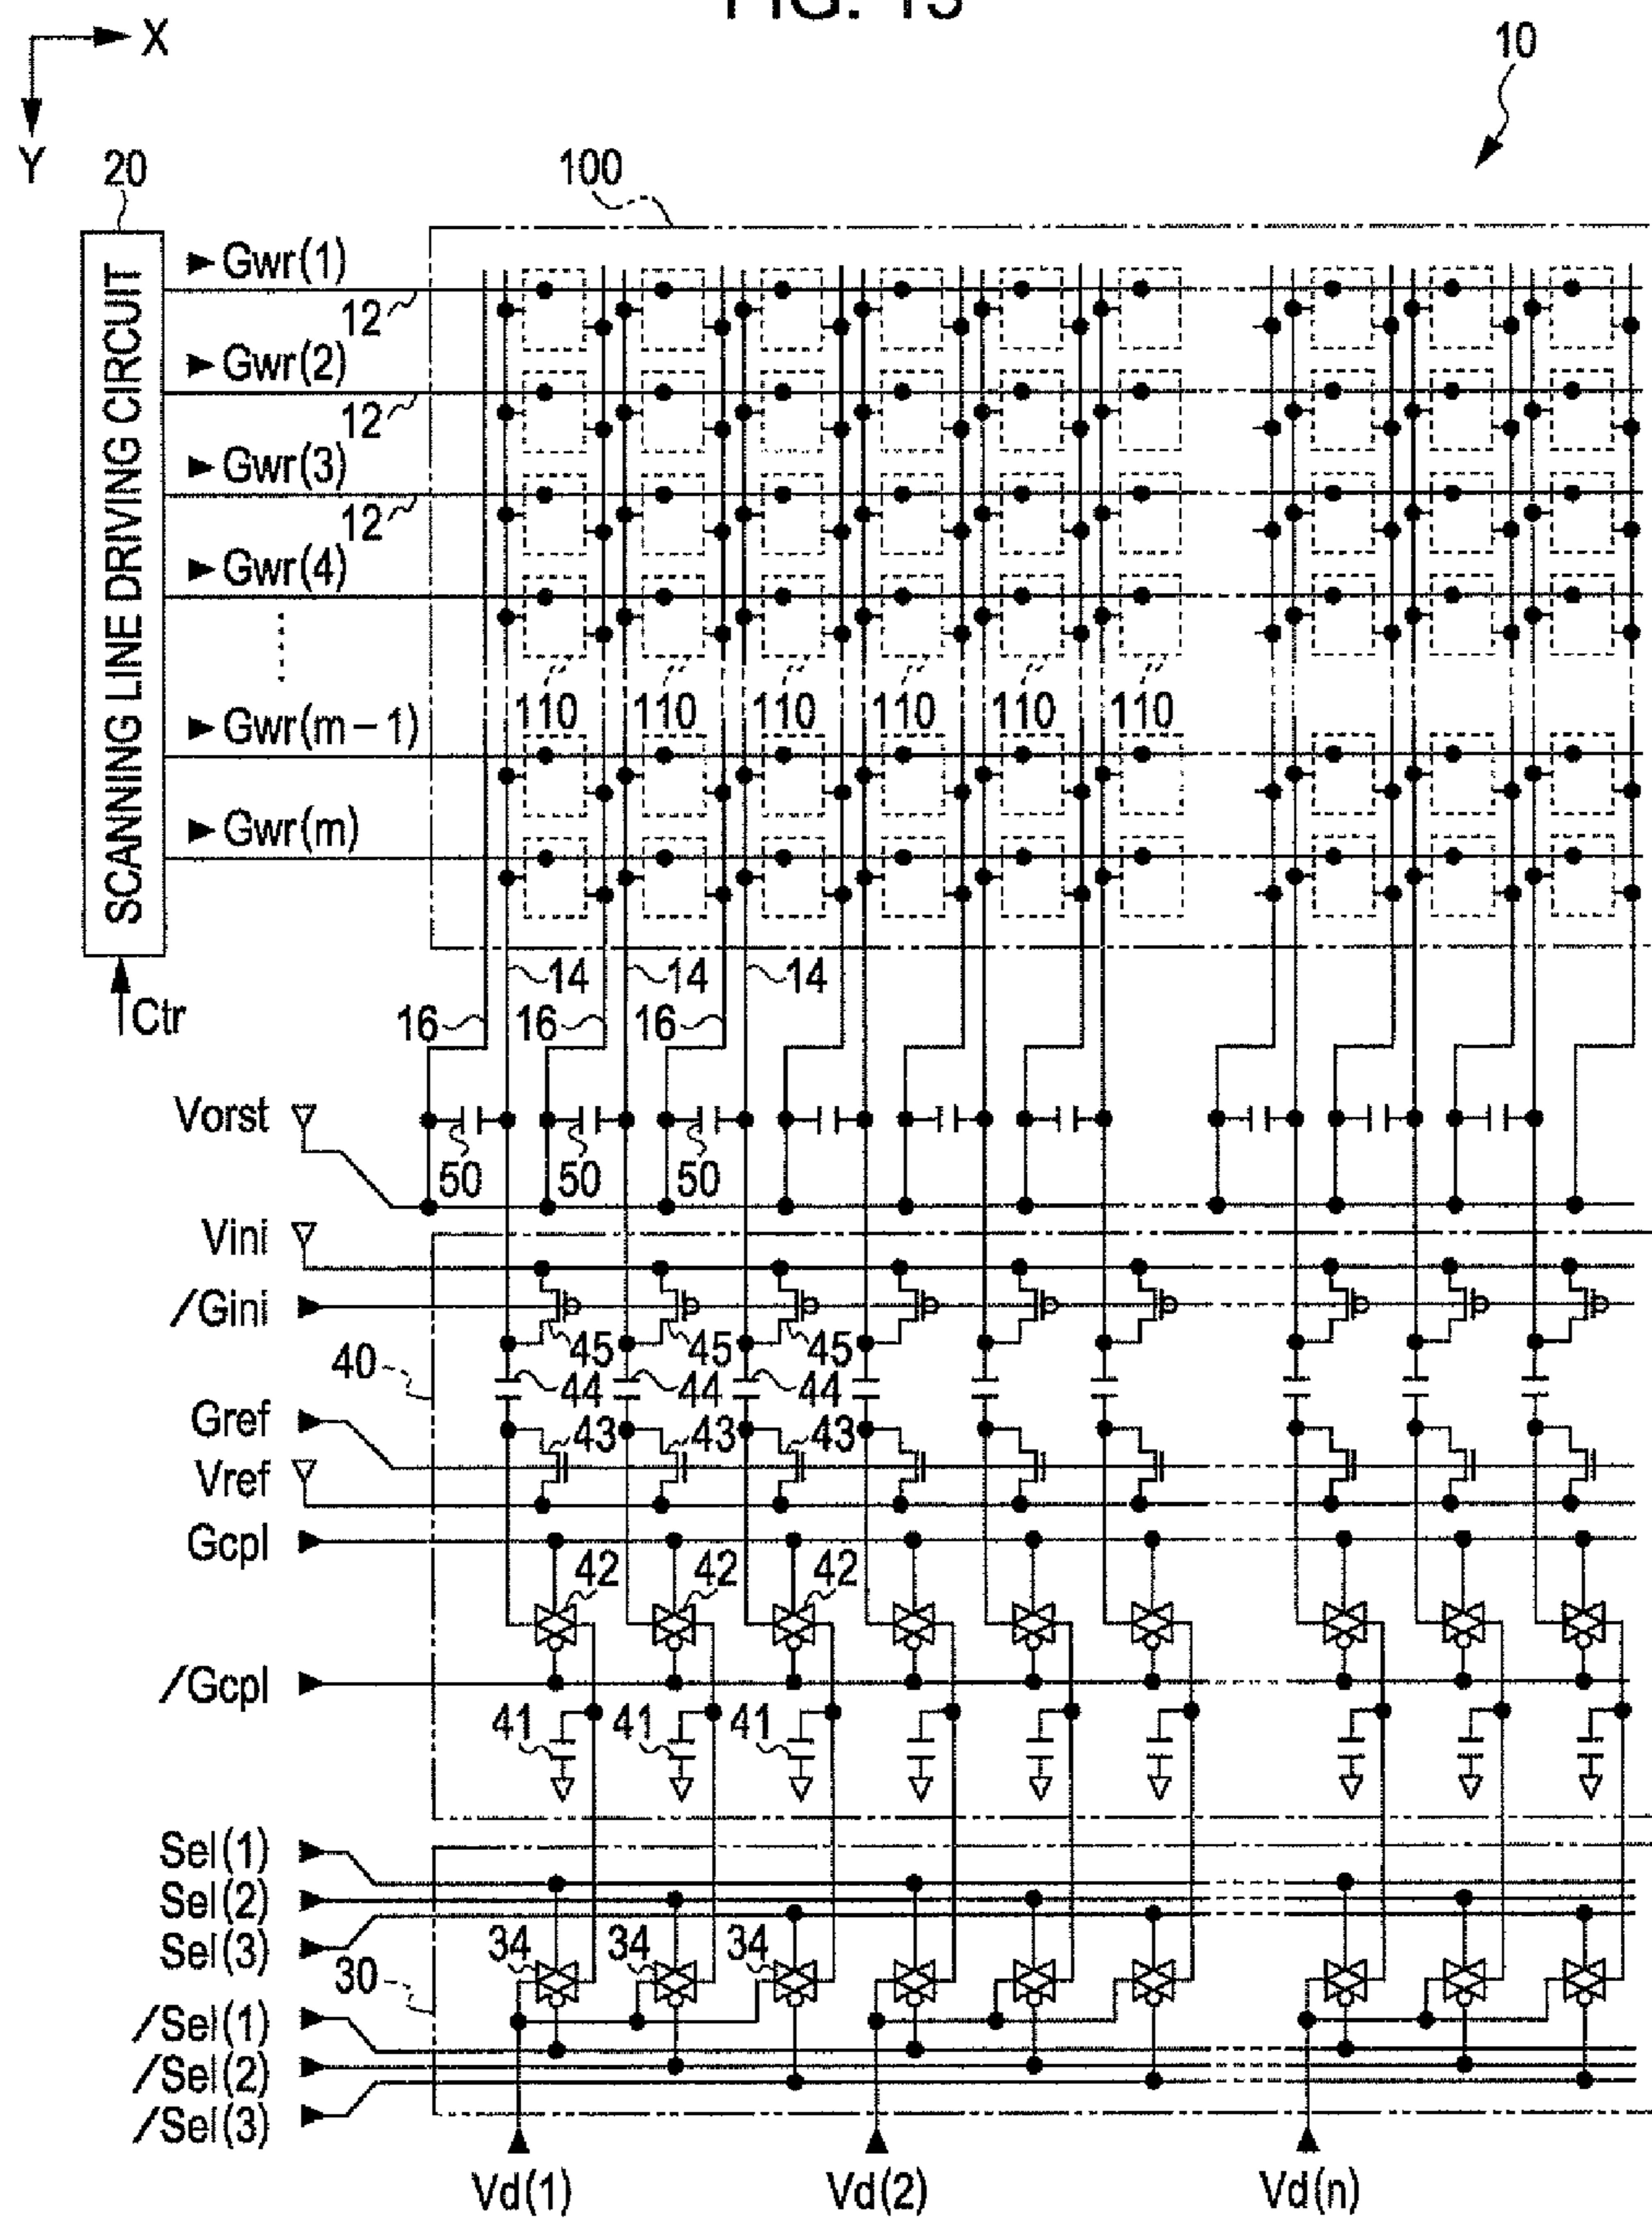 FIG. 15
X
10
Y
20
100
SCANNING LINE DRIVING CIRCUIT
Gwr(1)
12
Gwr(2)
12
Gwr(3)
12
Gwr(4)
110 110 110 110 110 110
Gwr(m-1)
Gwr(m)
14 14 14
Ctr
16 16 16
Vorst
50 50 50
Vini
/Gini
45 45 45
40
44 44 44
Gref
43 43 43
Vref
Gcpl
42 42 42
/Gcpl
41 41 41
Sel(1)
Sel(2)
Sel(3)
34 34 34
30
/Sel(1)
/Sel(2)
/Sel(3)
Vd(1) Vd(2) Vd(n)